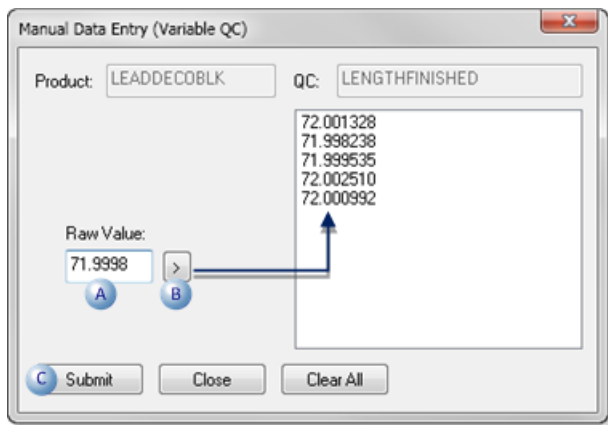 Manual Data Entry (Variable QC)
Product: LEADDECOBLK QC: LENGTHFINISHED
72.001328
71.998238
71.999535
72.002510
72.000992
Raw Value:
71.9998 >
A B
C Submit Close Clear All